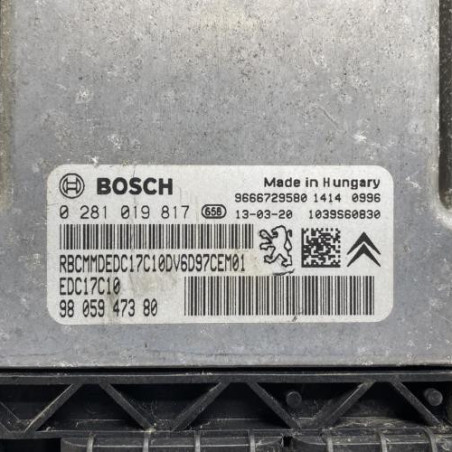 BOSCH
Made in Hungary
0 281 019 817 656
9666729580 1414 0996
13-03-20 1039S60830
RBCMMDEDC17C10DV6D97CEM01
EDC17C10
98 059 473 80